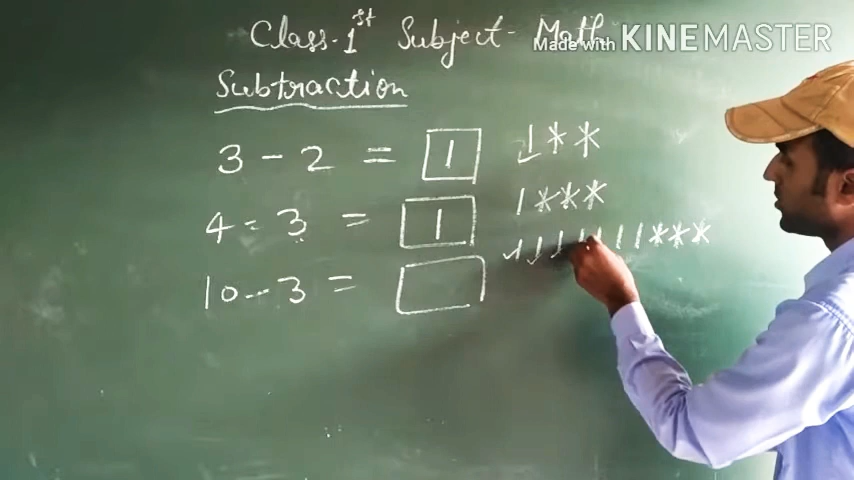 Class-1st Subject- Math
Made with KINEMASTER
Subtraction
3 - 2 = 1
4 - 3 = 1
10 - 3 =